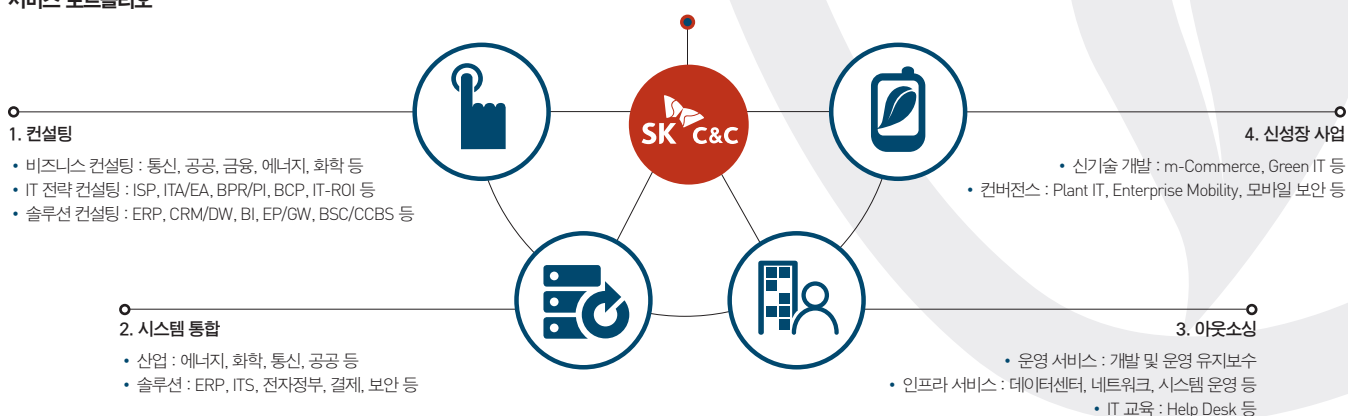 서비스 포트폴리오
SK C&C
1. 컨설팅
• 비즈니스 컨설팅 : 통신, 공공, 금융, 에너지, 화학 등
• IT 전략 컨설팅 : ISP, ITA/EA, BPR/PI, BCP, IT-ROI 등
• 솔루션 컨설팅 : ERP, CRM/DW, BI, EP/GW, BSC/CCBS 등
2. 시스템 통합
• 산업 : 에너지, 화학, 통신, 공공 등
• 솔루션 : ERP, ITS, 전자정부, 결제, 보안 등
3. 아웃소싱
• 운영 서비스 : 개발 및 운영 유지보수
• 인프라 서비스 : 데이터센터, 네트워크, 시스템 운영 등
• IT 교육 : Help Desk 등
4. 신성장 사업
• 신기술 개발 : m-Commerce, Green IT 등
• 컨버전스 : Plant IT, Enterprise Mobility, 모바일 보안 등